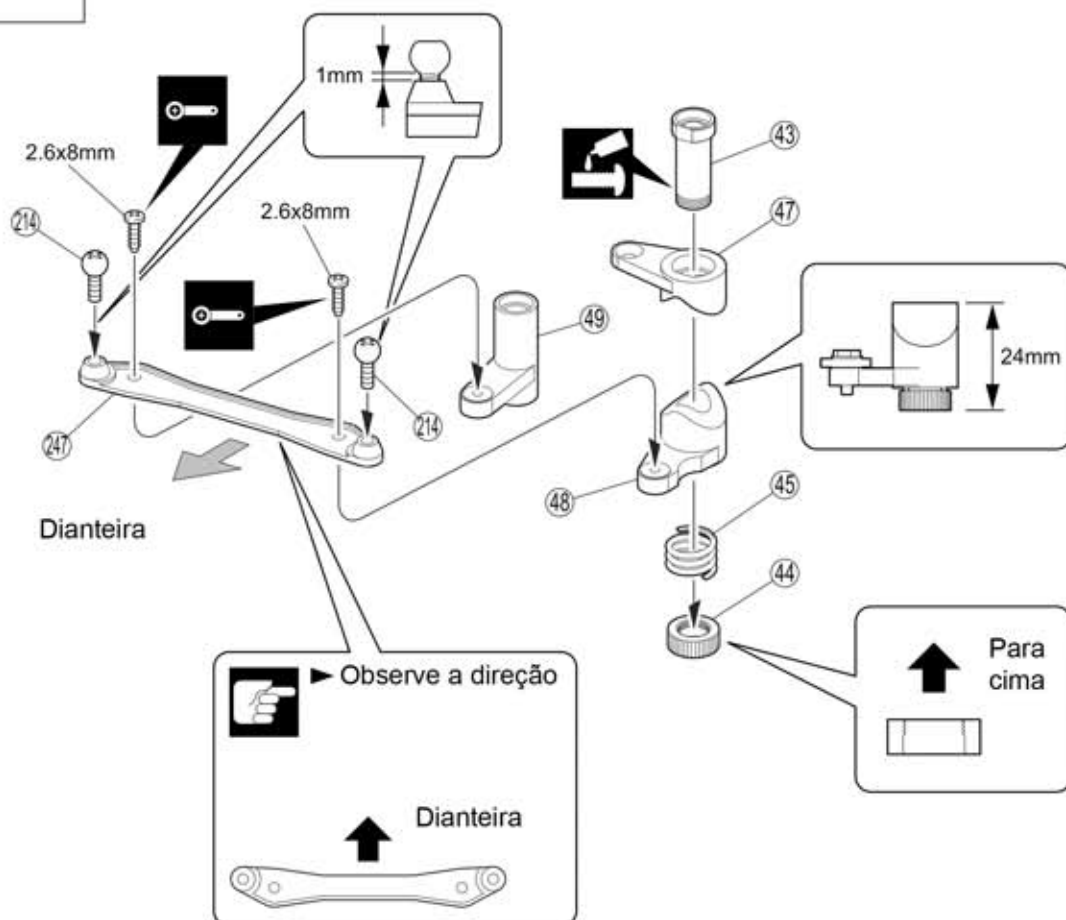 1mm
2.6x8mm
43
214
2.6x8mm
47
49
24mm
214
247
48
45
Dianteira
44
Para
cima
Observe a direção
Dianteira